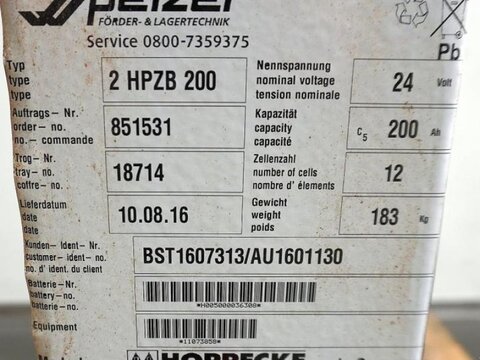 Pelzer
FÖRDER- & LAGERTECHNIK
Service 0800-7359375
Pb
Typ
type
type
2 HPZB 200
Nennspannung
nominal voltage
tension nominale
24 Volt
Auftrags- Nr.
order- no.
no.- commande
851531
Kapazität
capacity
capacité
C5 200 Ah
Trog- Nr.
tray- no.
coffre- no.
18714
Zellenzahl
number of cells
nombre d' élements
12
Lieferdatum
date
date
10.08.16
Gewicht
weight
poids
183 Kg
Kunden- Ident- Nr.
customer- ident- no.
no. d' ident. du client
BST1607313/AU1601130
Batterie- Nr.
battery- no.
batterie- no.
*H005000036308*
Equipment
*11073858*
HOPPECKE